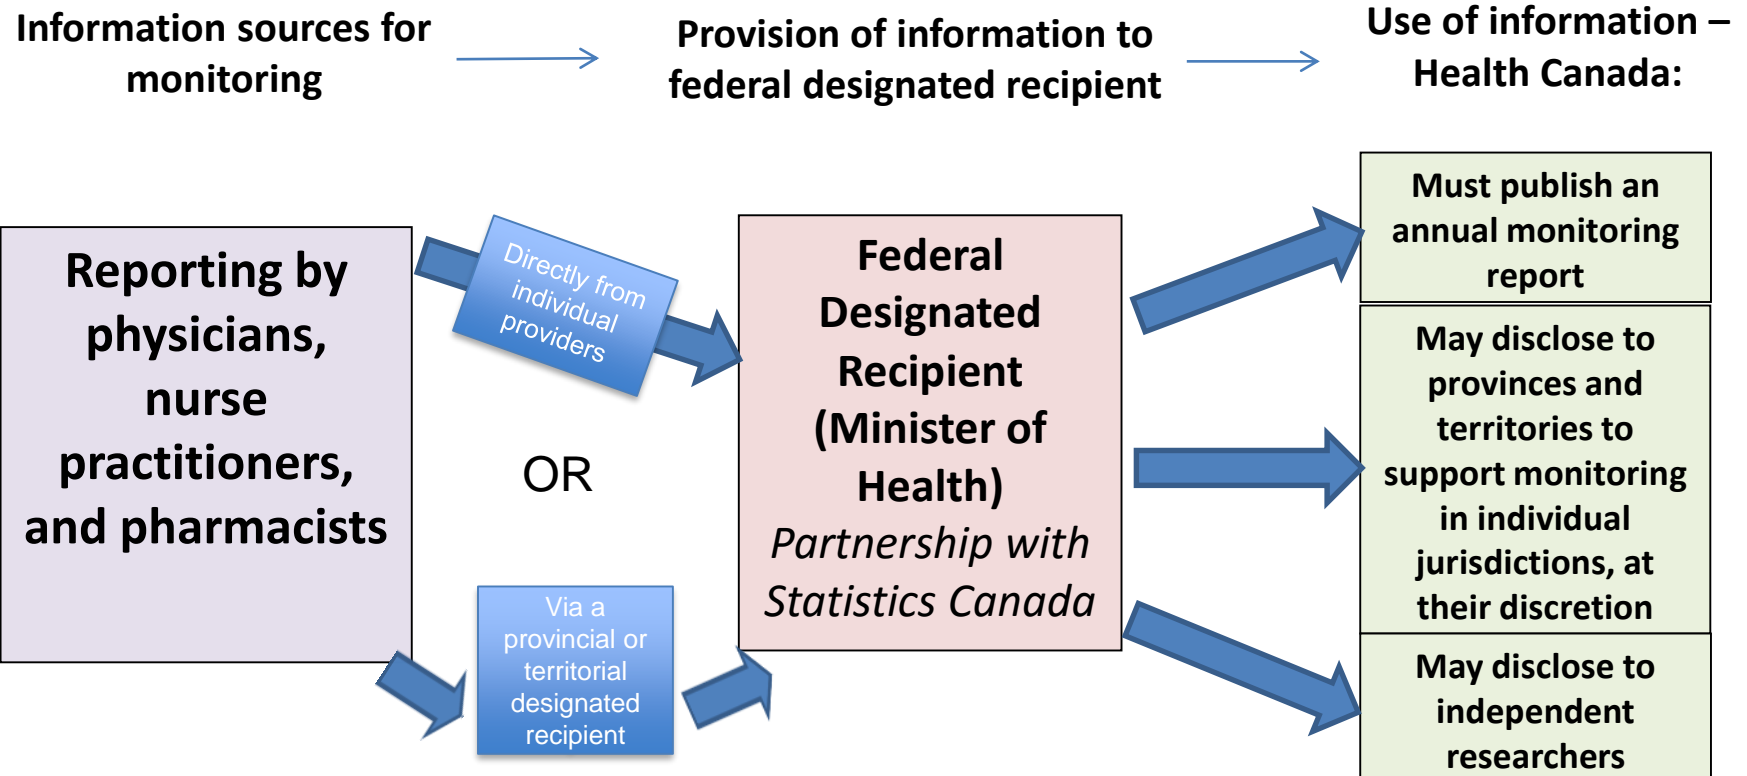 Information sources for
monitoring
Provision of information to
federal designated recipient
Use of information –
Health Canada:
Reporting by
physicians,
nurse
practitioners,
and pharmacists
Directly from
individual
providers
OR
Via a
provincial or
territorial
designated
recipient
Federal
Designated
Recipient
(Minister of
Health)
Partnership with
Statistics Canada
Must publish an
annual monitoring
report
May disclose to
provinces and
territories to
support monitoring
in individual
jurisdictions, at
their discretion
May disclose to
independent
researchers